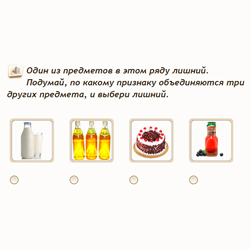 Один из предметов в этом ряду лишний.
Подумай, по какому признаку объединяются три
других предмета, и выбери лишний.